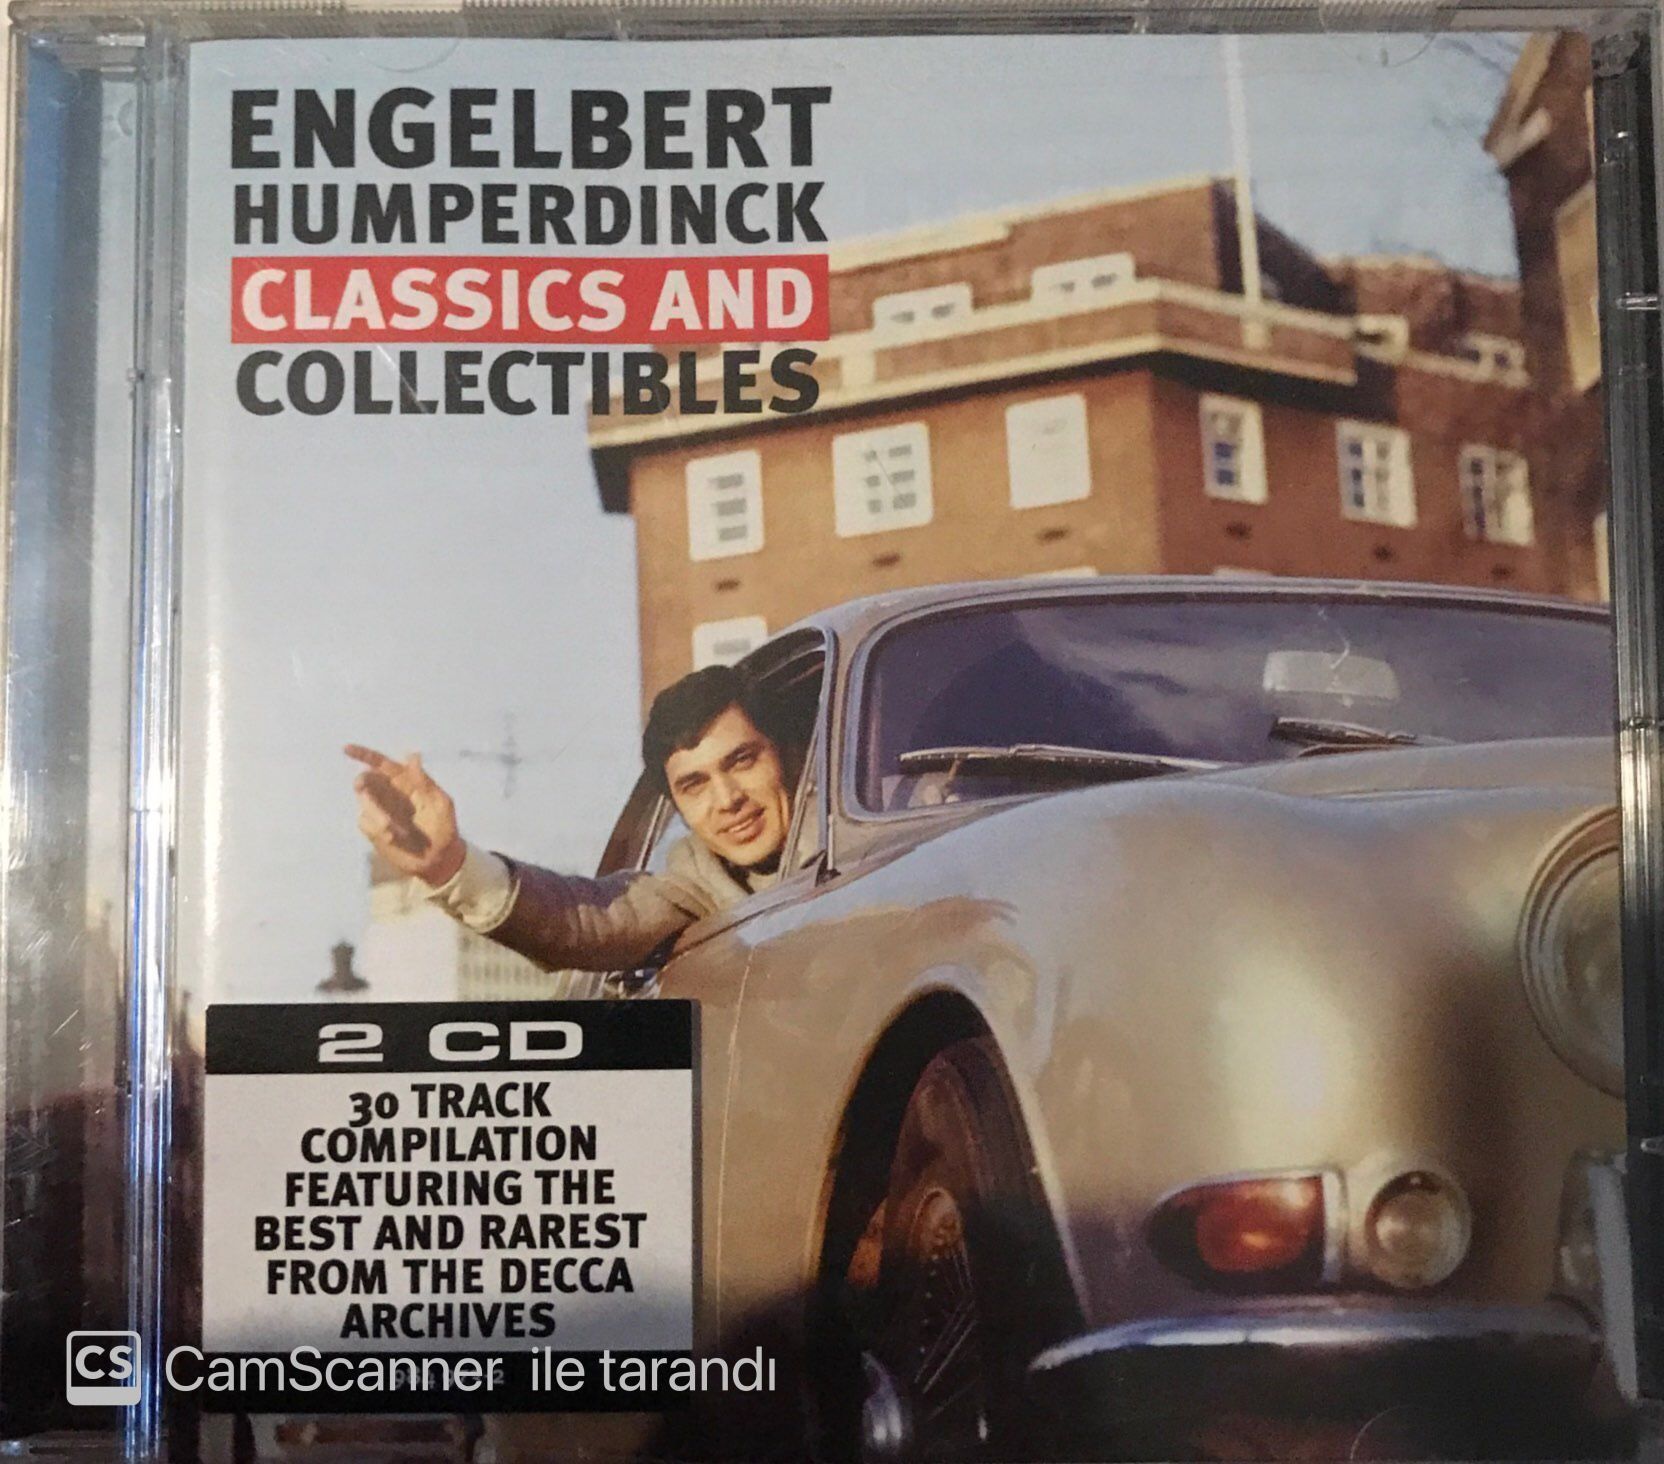 ENGELBERT
HUMPERDINCK
CLASSICS AND
COLLECTIBLES
2 CD
30 TRACK
COMPILATION
FEATURING THE
BEST AND RAREST
FROM THE DECCA
ARCHIVES
CS CamScanner ile tarandı